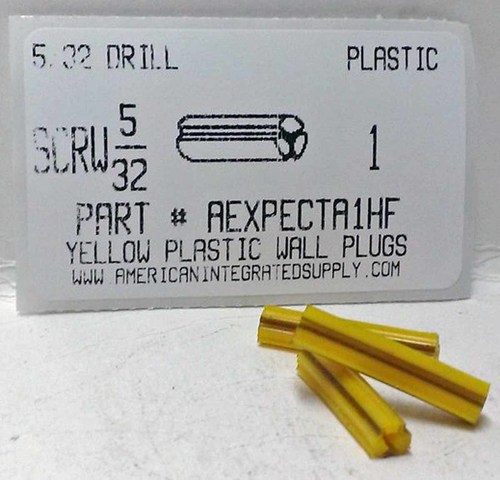 5/32 DRILL PLASTIC
SCRW 5/32 1
PART # AEXPECTA1HF
YELLOW PLASTIC WALL PLUGS
WWW.AMERICANINTEGRATEDSUPPLY.COM